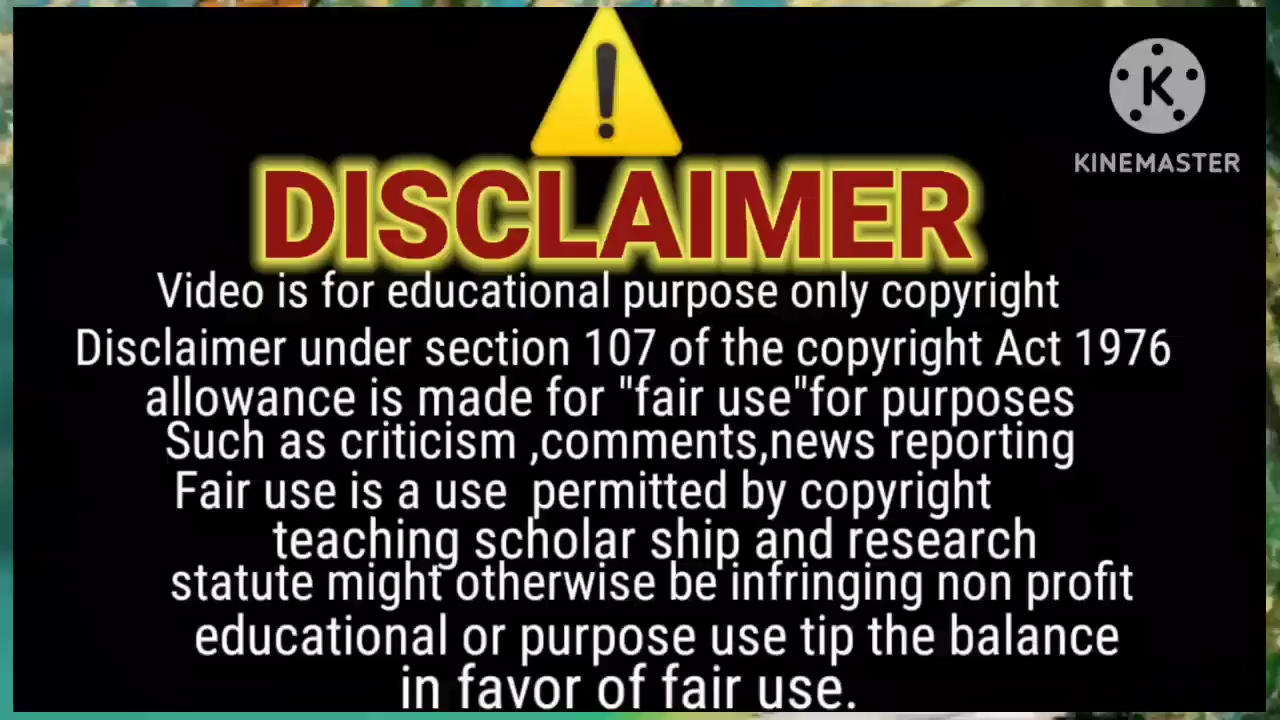 K
KINEMASTER
DISCLAIMER
Video is for educational purpose only copyright
Disclaimer under section 107 of the copyright Act 1976
allowance is made for "fair use"for purposes
Such as criticism ,comments,news reporting
Fair use is a use permitted by copyright
teaching scholar ship and research
statute might otherwise be infringing non profit
educational or purpose use tip the balance
in favor of fair use.